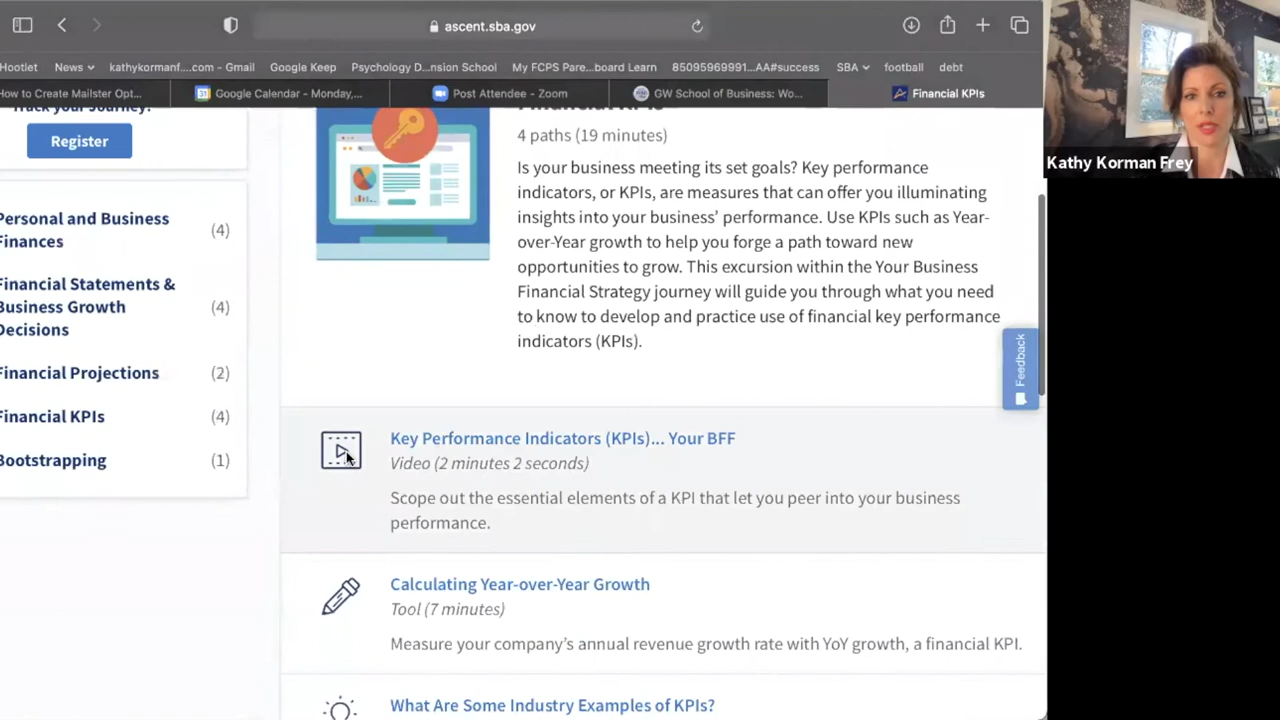 ascent.sba.gov
Hootlet News kathykormanf....com - Gmail Google Keep Psychology D...nsion School My FCPS Pare...board Learn 85095969991...AA#success SBA football debt
How to Create Mailster Opt... Google Calendar - Monday,... Post Attendee - Zoom GW School of Business: Wo... Financial KPIs
31
Track your Journey!
Register
Personal and Business
Finances
(4)
Financial Statements &
Business Growth
Decisions
(4)
Financial Projections (2)
Financial KPIs (4)
Bootstrapping (1)
Financial KPIs
4 paths (19 minutes)
Is your business meeting its set goals? Key performance
indicators, or KPIs, are measures that can offer you illuminating
insights into your business’ performance. Use KPIs such as Year-
over-Year growth to help you forge a path toward new
opportunities to grow. This excursion within the Your Business
Financial Strategy journey will guide you through what you need
to know to develop and practice use of financial key performance
indicators (KPIs).
Feedback
Key Performance Indicators (KPIs)... Your BFF
Video (2 minutes 2 seconds)
Scope out the essential elements of a KPI that let you peer into your business
performance.
Calculating Year-over-Year Growth
Tool (7 minutes)
Measure your company’s annual revenue growth rate with YoY growth, a financial KPI.
What Are Some Industry Examples of KPIs?
Kathy Korman Frey